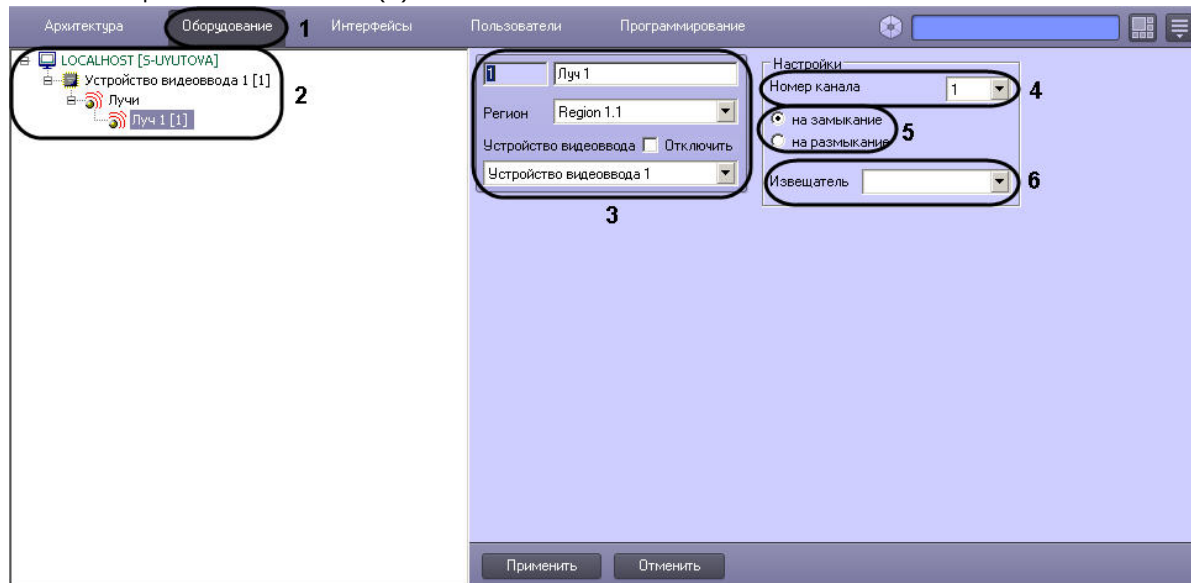 Архитектура Оборудование 1 Интерфейсы Пользователи Программирование
LOCALHOST [S-UYUTOVA]
Устройство видеоввода 1 [1]
2
Лучи
Луч 1 [1]
1 Луч 1
Регион Region 1.1
Устройство видеоввода Отключить
Устройство видеоввода 1
3
Настройки
Номер канала 1 4
на замыкание
на размыкание
5
Извещатель 6
Применить Отменить